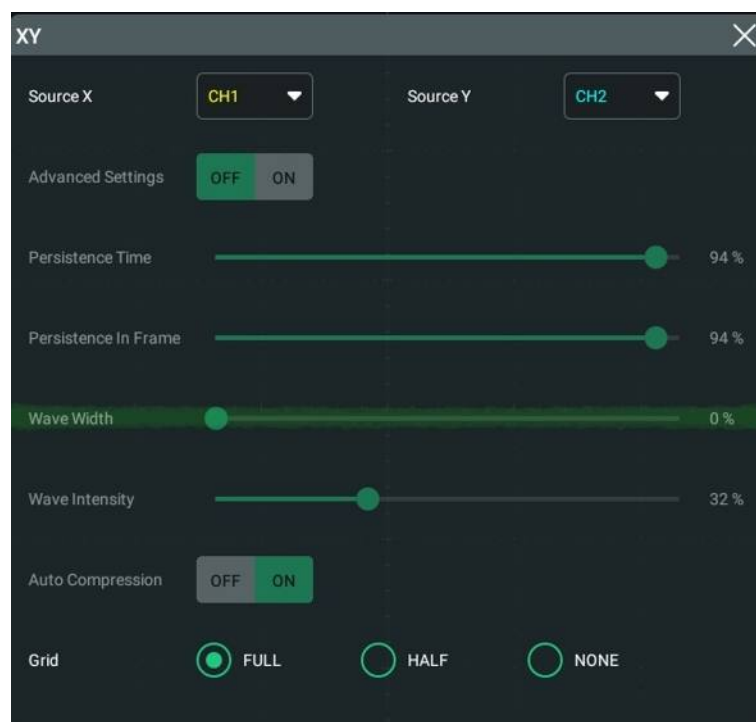 XY
Source X CH1 Source Y CH2
Advanced Settings OFF ON
Persistence Time 94 %
Persistence In Frame 94 %
Wave Width 0 %
Wave Intensity 32 %
Auto Compression OFF ON
Grid FULL HALF NONE